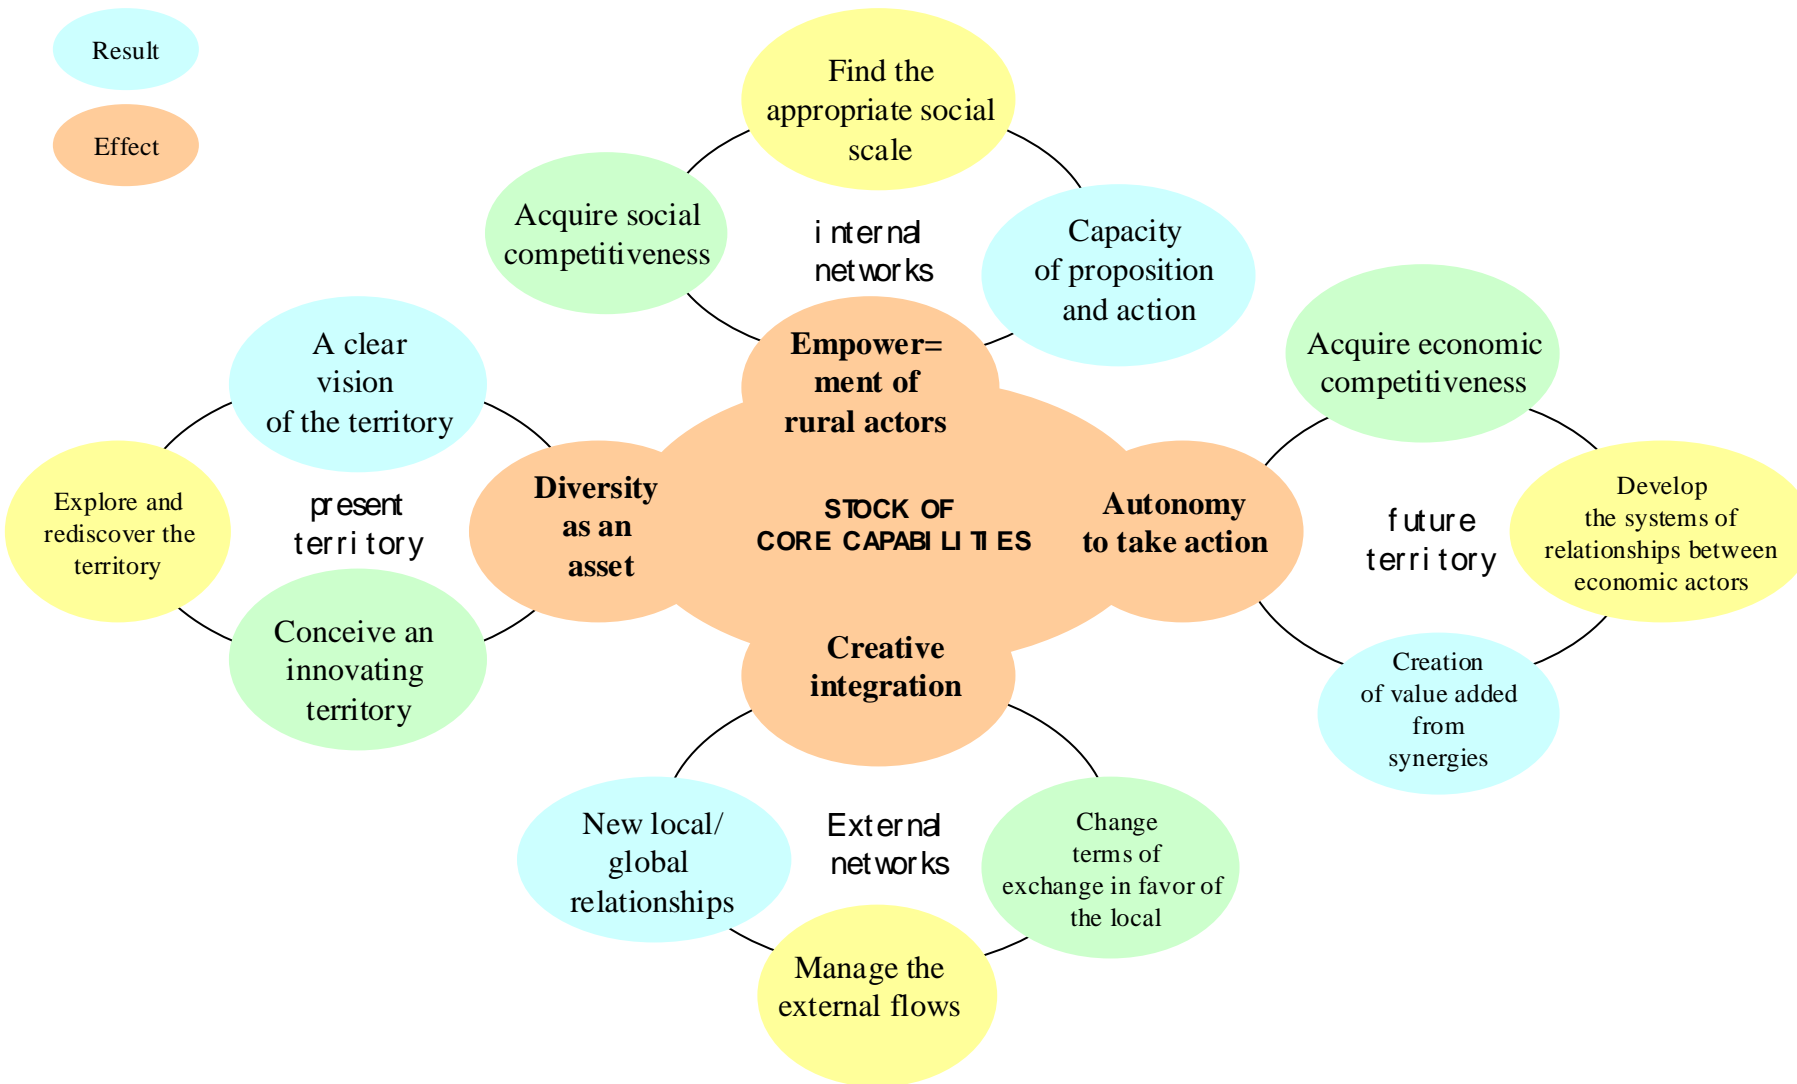 Result
Effect
Find the
appropriate social
scale
Acquire social
competitiveness
internal
networks
Capacity
of proposition
and action
Empower=
ment of
rural actors
A clear
vision
of the territory
Explore and
rediscover the
territory
present
territory
Conceive an
innovating
territory
Diversity
as an
asset
STOCK OF
CORE CAPABILITIES
Autonomy
to take action
Acquire economic
competitiveness
future
territory
Develop
the systems of
relationships between
economic actors
Creation
of value added
from
synergies
Creative
integration
New local/
global
relationships
External
networks
Change
terms of
exchange in favor of
the local
Manage the
external flows